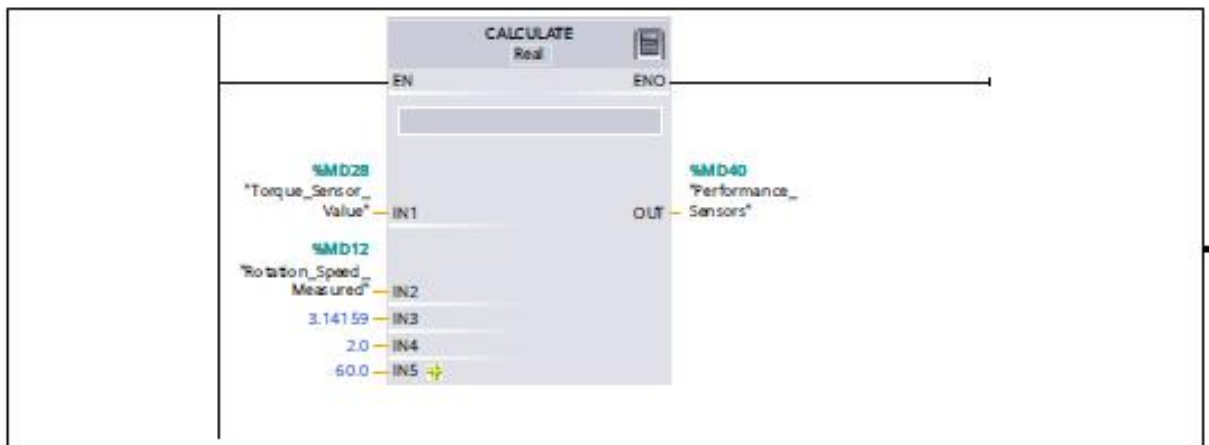 CALCULATE
Real
EN
ENO
%MD28
"Torque_Sensor_
Value"
IN1
%MD40
"Performance_
Sensors"
OUT
%MD12
"Rotation_Speed_
Measured"
IN2
3.14159
IN3
2.0
IN4
60.0
IN5